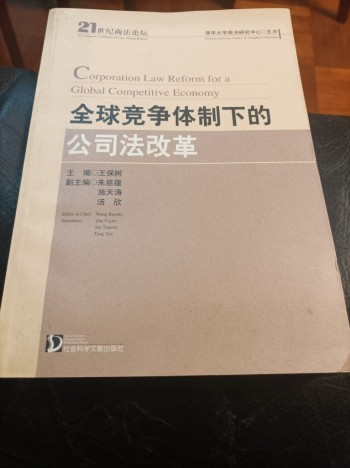 21世纪商法论坛
清华大学商法研究中心 主办
Corporation Law Reform for a
Global Competitive Economy
全球竞争体制下的
公司法改革
主 编 王保树
副主编 朱慈蕴
施天涛
汤 欣
Editor in Chief Wang Baoshu
Zhu Ciyun
Shi Tiantao
Tang Xin
社会科学文献出版社